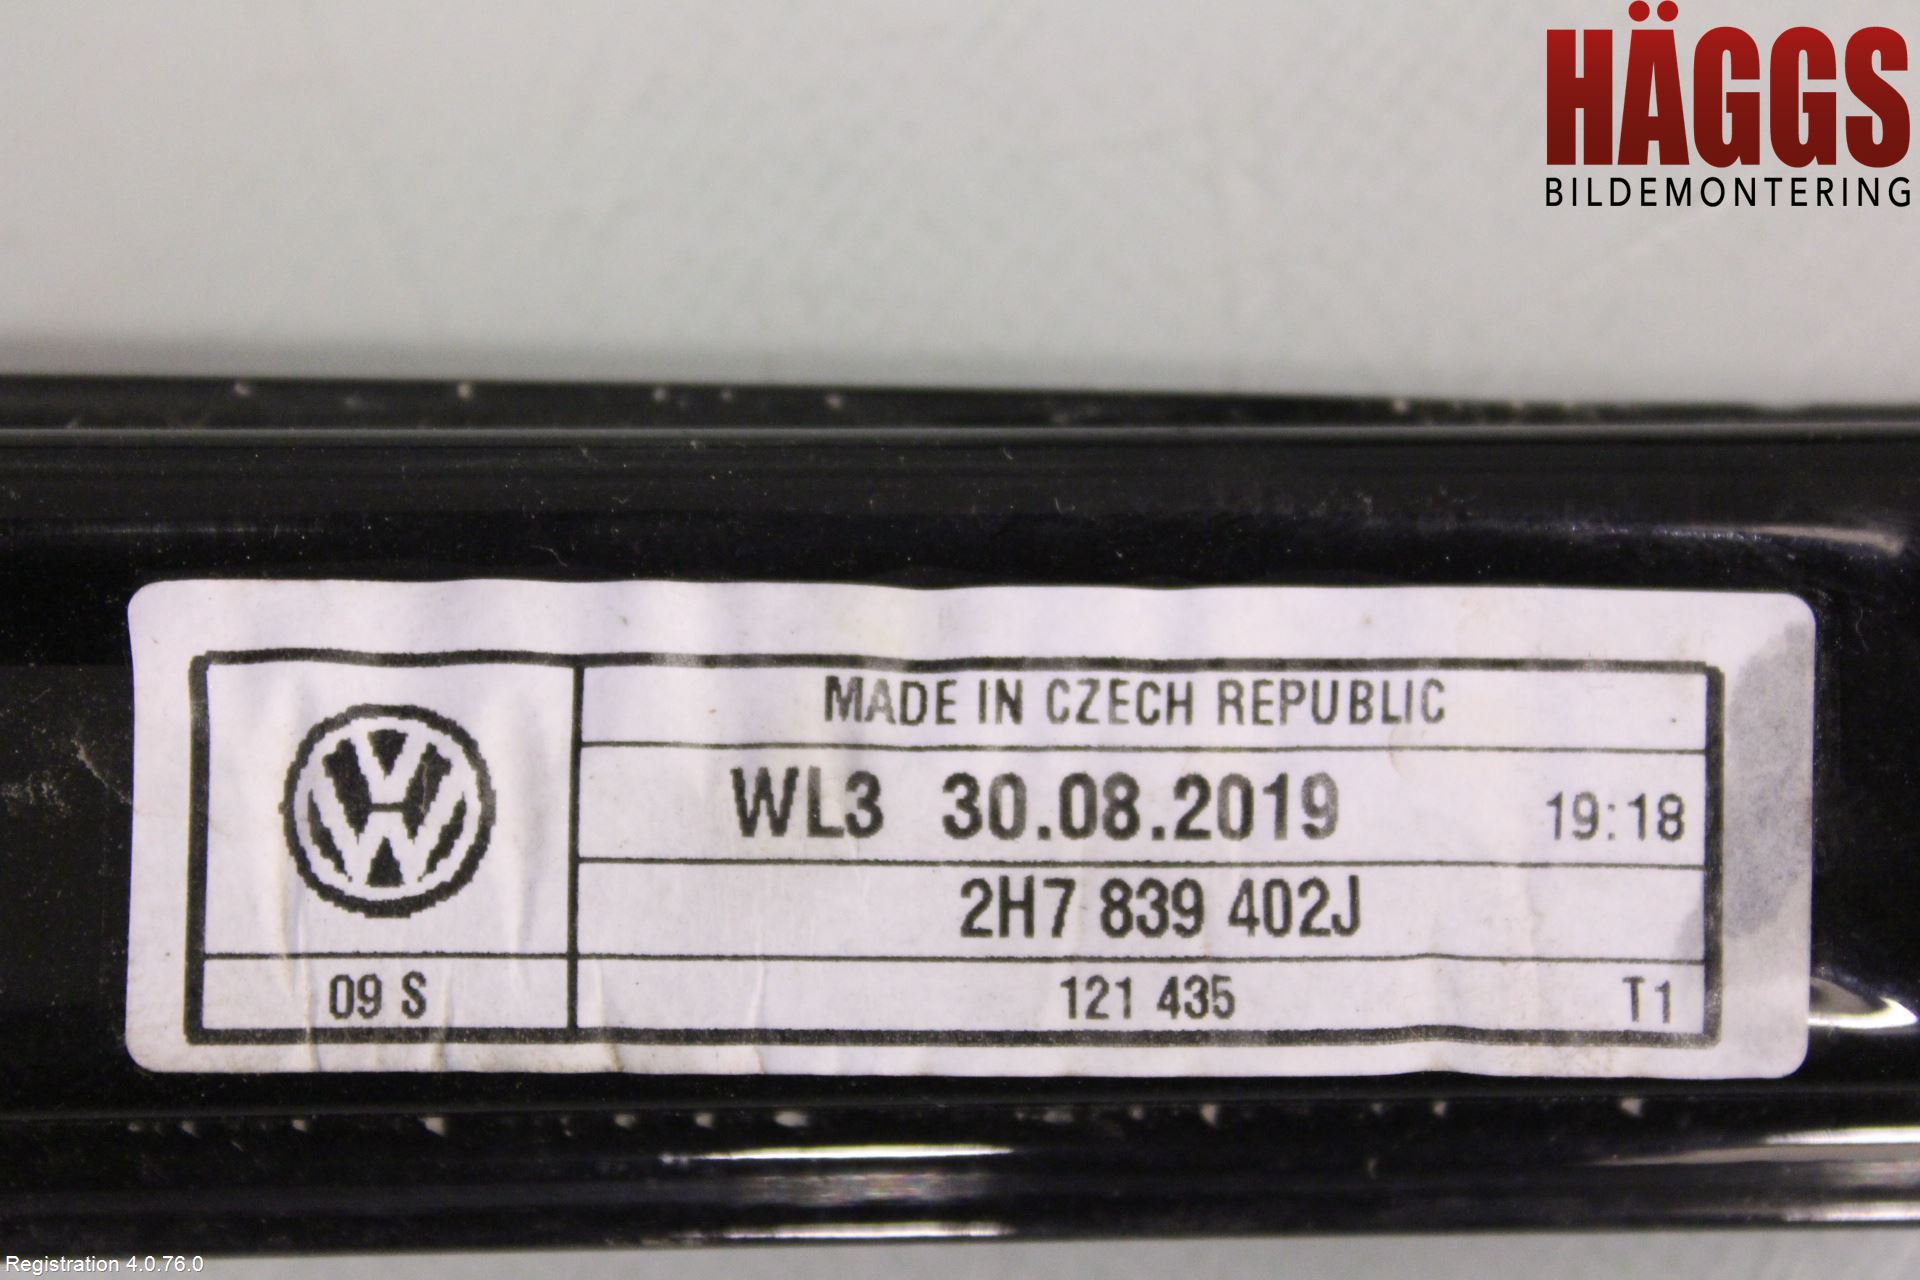 HÄGGS
BILDEMONTERING
MADE IN CZECH REPUBLIC
WL3 30.08.2019 19:18
2H7 839 402J
09 S 121 435 T1
Registration 4.0.76.0